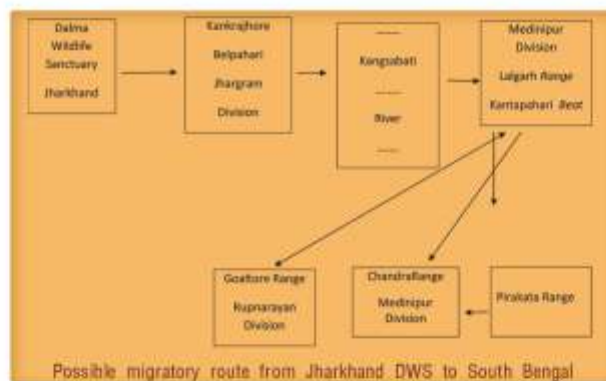 Dalma
Wildlife
Sanctuary
Jharkhand
Kankrajhore
Belpahari
Jhargram
Division
-----
Kangsabati
-----
River
-----
Medinipur
Division
Lalgarh Range
Kantapahari Beat
Goaltore Range
Rupnarayan
Division
ChandraRange
Medinipur
Division
Pirakata Range
Possible migratory route from Jharkhand DWS to South Bengal